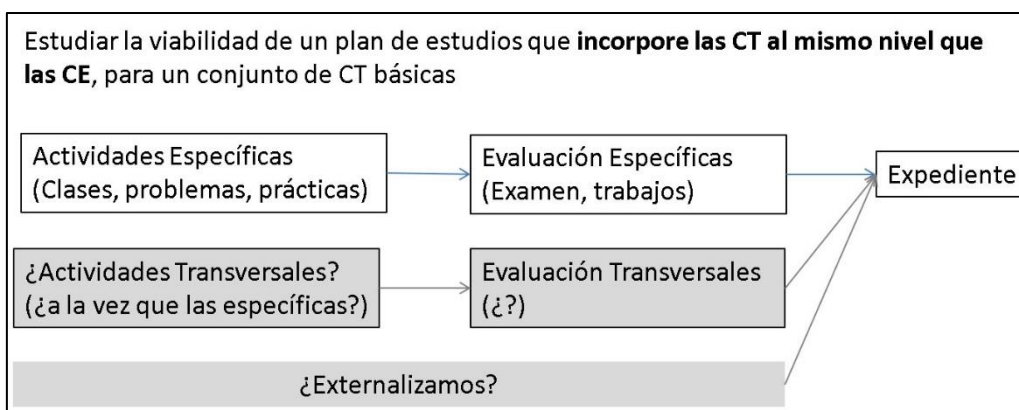 Estudiar la viabilidad de un plan de estudios que incorpore las CT al mismo nivel que
las CE, para un conjunto de CT básicas
Actividades Específicas
(Clases, problemas, prácticas)
Evaluación Específicas
(Examen, trabajos)
Expediente
¿Actividades Transversales?
(¿a la vez que las específicas?)
Evaluación Transversales
(¿?)
¿Externalizamos?